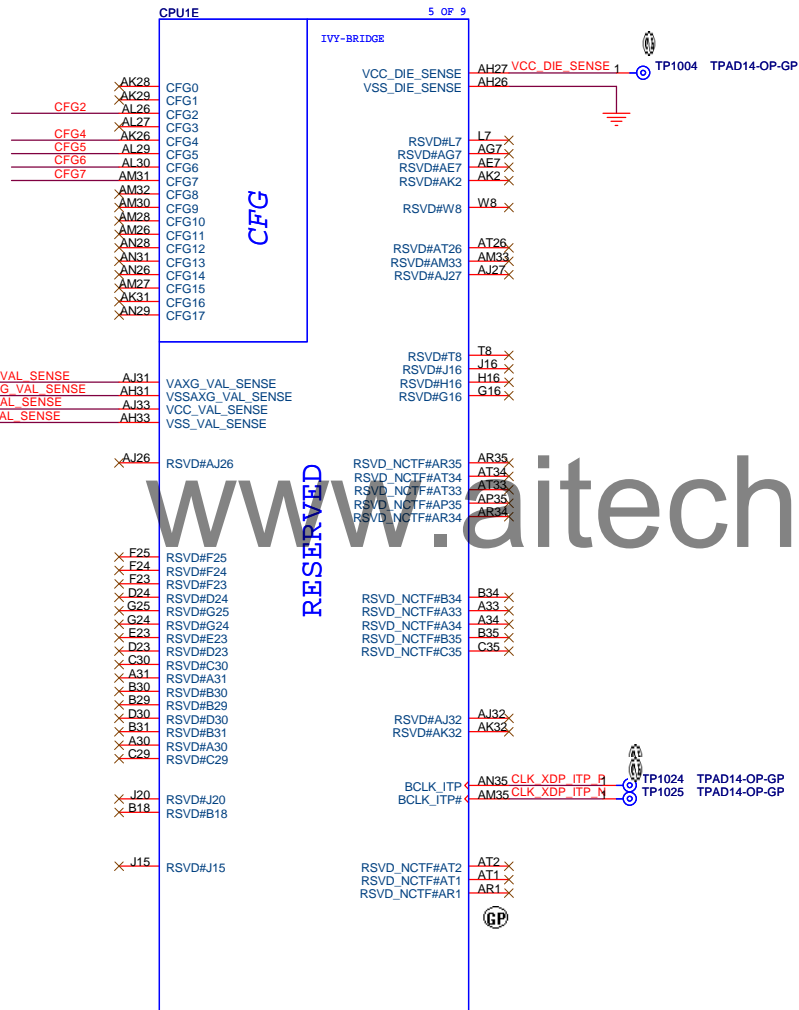 CPU1E
5 OF 9
IVY-BRIDGE
CFG
RESERVED
AK28 CFG0
AK29 CFG1
CFG2 AL26 CFG2
AL27 CFG3
CFG4 AK26 CFG4
CFG5 AL29 CFG5
CFG6 AL30 CFG6
CFG7 AM31 CFG7
AM32 CFG8
AM30 CFG9
AM28 CFG10
AM26 CFG11
AN28 CFG12
AN31 CFG13
AN26 CFG14
AM27 CFG15
AK31 CFG16
AN29 CFG17
VAL_SENSE AJ31 VAXG_VAL_SENSE
G_VAL_SENSE AH31 VSSAXG_VAL_SENSE
AL_SENSE AJ33 VCC_VAL_SENSE
AL_SENSE AH33 VSS_VAL_SENSE
AJ26 RSVD#AJ26
F25 RSVD#F25
F24 RSVD#F24
F23 RSVD#F23
D24 RSVD#D24
G25 RSVD#G25
G24 RSVD#G24
E23 RSVD#E23
D23 RSVD#D23
C30 RSVD#C30
A31 RSVD#A31
B30 RSVD#B30
B29 RSVD#B29
D30 RSVD#D30
B31 RSVD#B31
A30 RSVD#A30
C29 RSVD#C29
J20 RSVD#J20
B18 RSVD#B18
J15 RSVD#J15
VCC_DIE_SENSE AH27 VCC_DIE_SENSE 1 TP1004 TPAD14-OP-GP
VSS_DIE_SENSE AH26
RSVD#L7 L7
RSVD#AG7 AG7
RSVD#AE7 AE7
RSVD#AK2 AK2
RSVD#W8 W8
RSVD#AT26 AT26
RSVD#AM33 AM33
RSVD#AJ27 AJ27
RSVD#T8 T8
RSVD#J16 J16
RSVD#H16 H16
RSVD#G16 G16
RSVD_NCTF#AR35 AR35
RSVD_NCTF#AT34 AT34
RSVD_NCTF#AT33 AT33
RSVD_NCTF#AP35 AP35
RSVD_NCTF#AR34 AR34
www.aitech
RSVD_NCTF#B34 B34
RSVD_NCTF#A33 A33
RSVD_NCTF#A34 A34
RSVD_NCTF#B35 B35
RSVD_NCTF#C35 C35
RSVD#AJ32 AJ32
RSVD#AK32 AK32
BCLK_ITP AN35 CLK_XDP_ITP_P 1 TP1024 TPAD14-OP-GP
BCLK_ITP# AM35 CLK_XDP_ITP_N 1 TP1025 TPAD14-OP-GP
RSVD_NCTF#AT2 AT2
RSVD_NCTF#AT1 AT1
RSVD_NCTF#AR1 AR1
GP